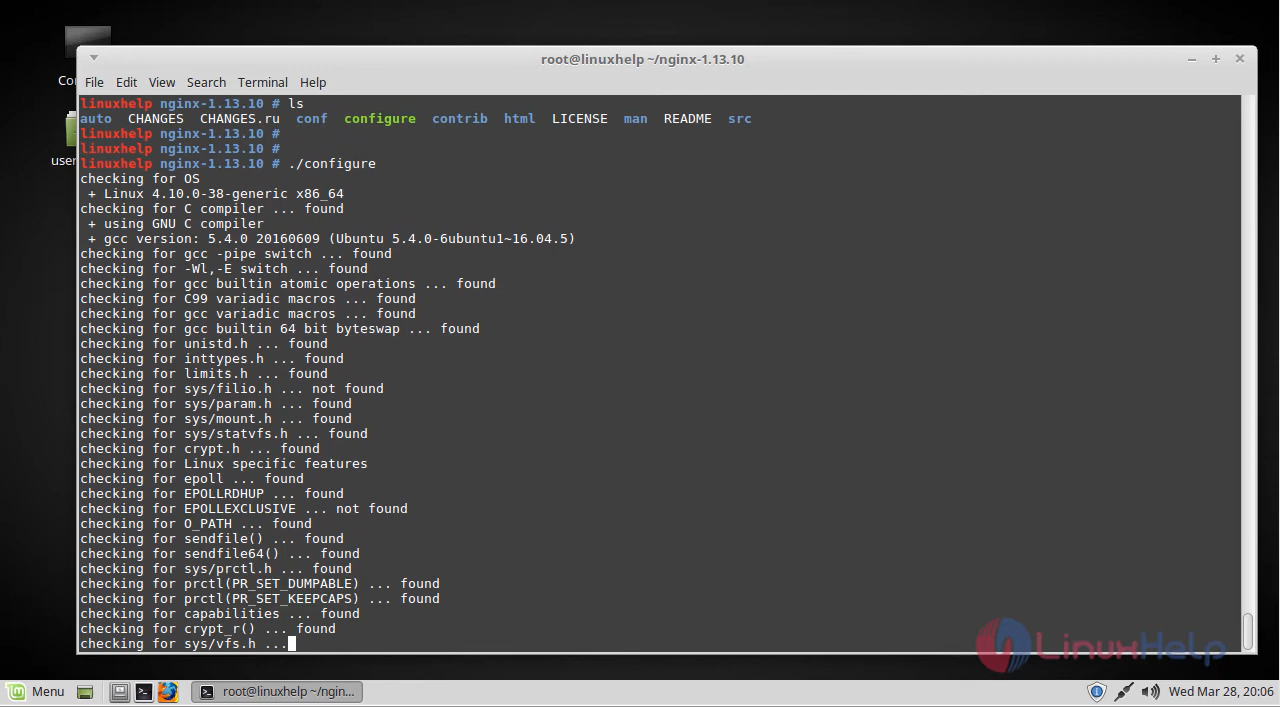 root@linuxhelp ~/nginx-1.13.10
Co
File Edit View Search Terminal Help
linuxhelp nginx-1.13.10 # ls
auto CHANGES CHANGES.ru conf configure contrib html LICENSE man README src
linuxhelp nginx-1.13.10 #
linuxhelp nginx-1.13.10 #
user
linuxhelp nginx-1.13.10 # ./configure
checking for OS
+ Linux 4.10.0-38-generic x86_64
checking for C compiler ... found
+ using GNU C compiler
+ gcc version: 5.4.0 20160609 (Ubuntu 5.4.0-6ubuntu1~16.04.5)
checking for gcc -pipe switch ... found
checking for -Wl,-E switch ... found
checking for gcc builtin atomic operations ... found
checking for C99 variadic macros ... found
checking for gcc variadic macros ... found
checking for gcc builtin 64 bit byteswap ... found
checking for unistd.h ... found
checking for inttypes.h ... found
checking for limits.h ... found
checking for sys/filio.h ... not found
checking for sys/param.h ... found
checking for sys/mount.h ... found
checking for sys/statvfs.h ... found
checking for crypt.h ... found
checking for Linux specific features
checking for epoll ... found
checking for EPOLLRDHUP ... found
checking for EPOLLEXCLUSIVE ... not found
checking for O_PATH ... found
checking for sendfile() ... found
checking for sendfile64() ... found
checking for sys/prctl.h ... found
checking for prctl(PR_SET_DUMPABLE) ... found
checking for prctl(PR_SET_KEEPCAPS) ... found
checking for capabilities ... found
checking for crypt_r() ... found
checking for sys/vfs.h ...
LinuxHelp
Menu
root@linuxhelp ~/ngin...
Wed Mar 28, 20:06